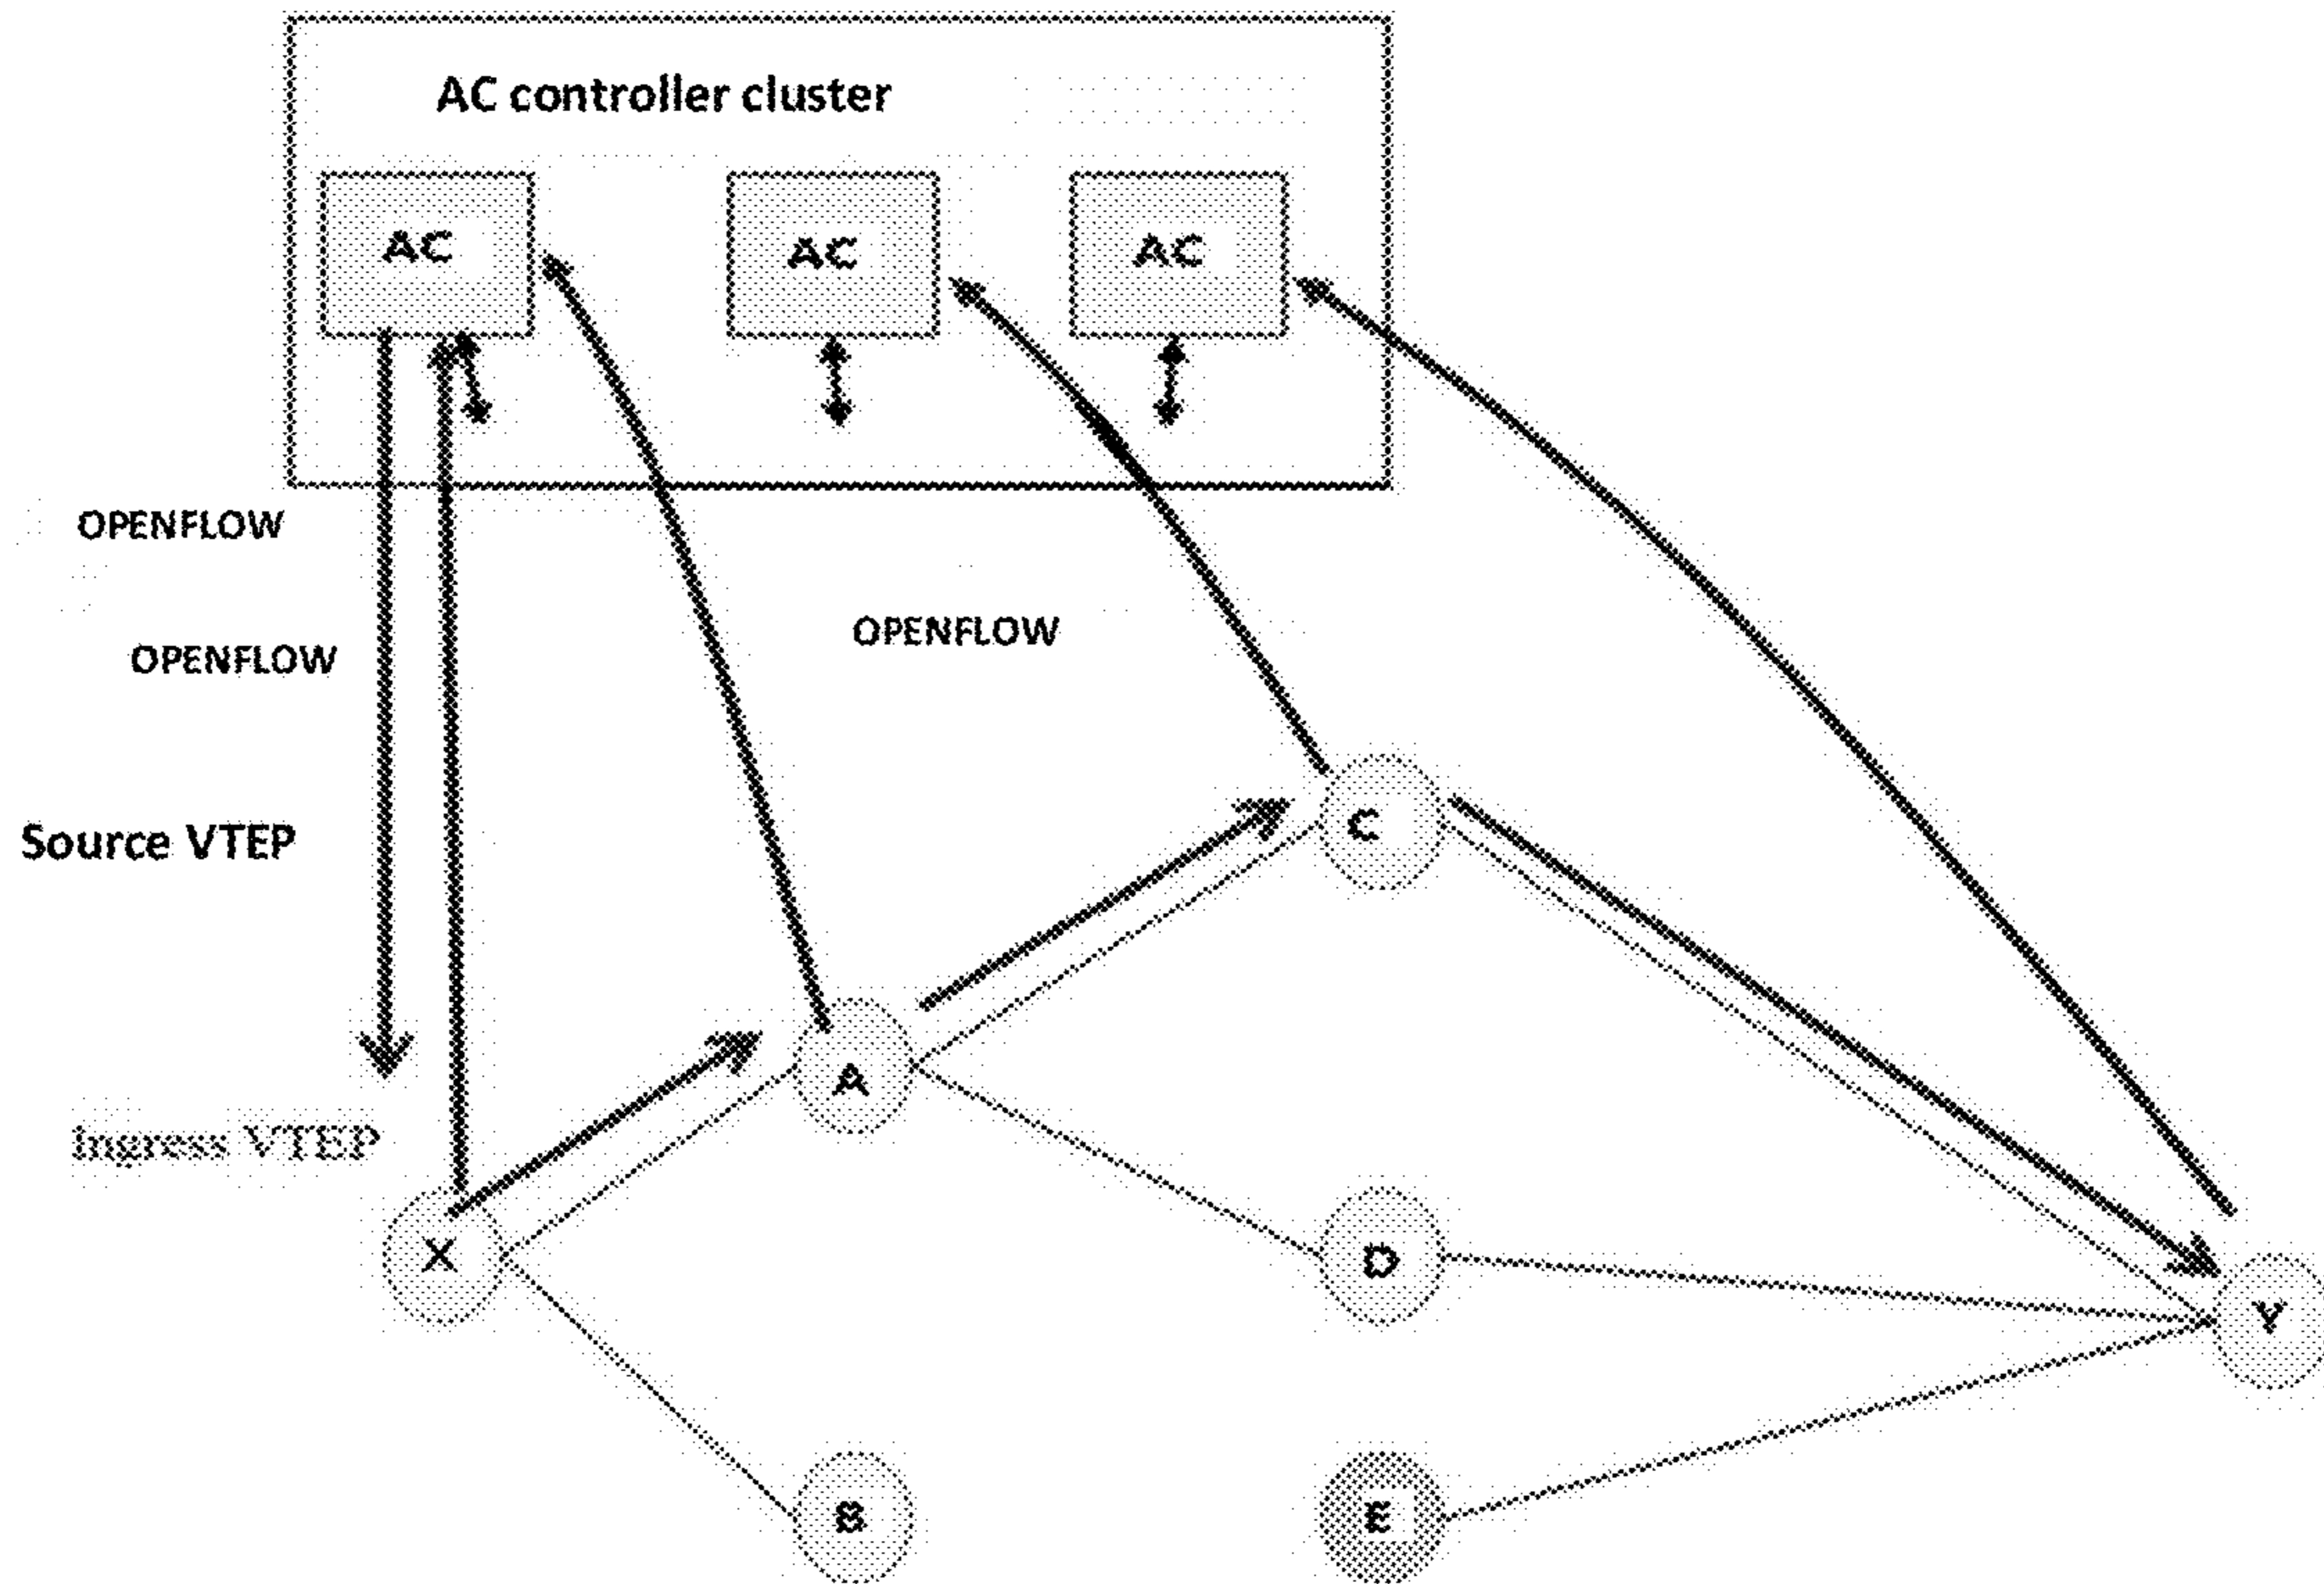 AC controller cluster
AC
AC
AC
OPENFLOW
OPENFLOW
OPENFLOW
Source VTEP
C
A
Ingress VTEP
X
D
Y
B
E